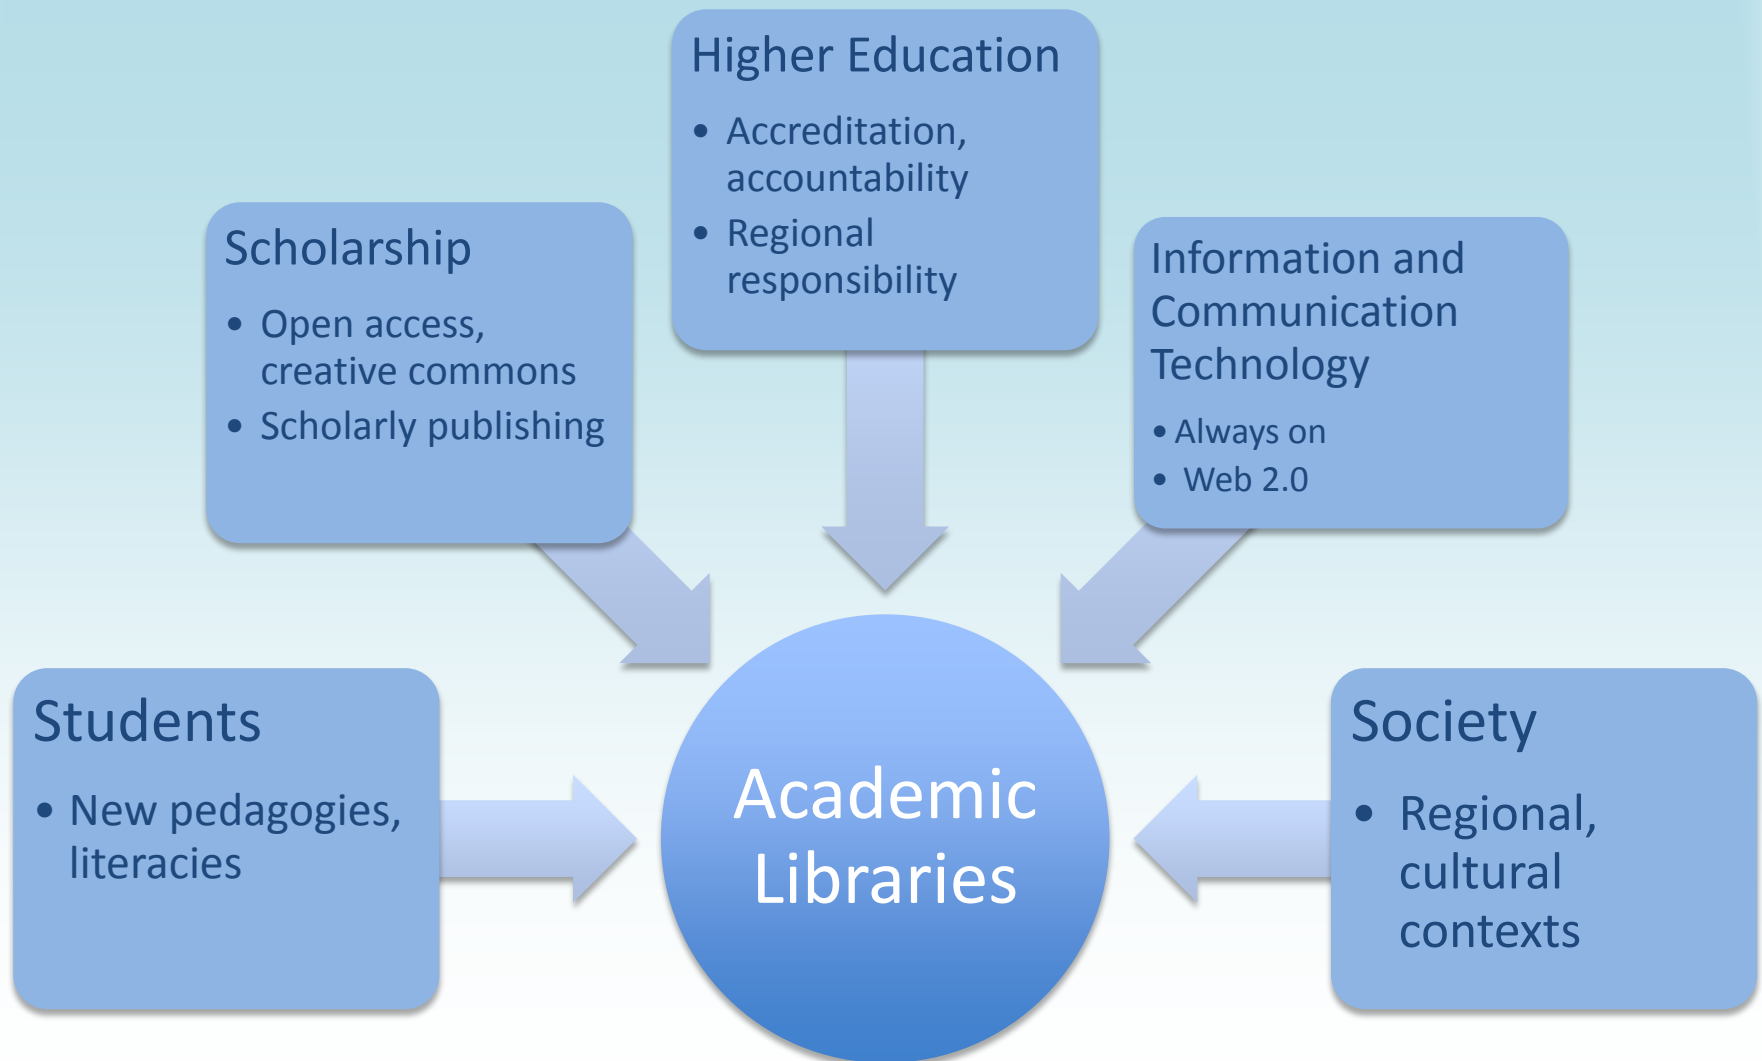 Higher Education
• Accreditation,
accountability
• Regional
responsibility
Scholarship
• Open access,
creative commons
• Scholarly publishing
Information and
Communication
Technology
• Always on
• Web 2.0
Students
• New pedagogies,
literacies
Academic
Libraries
Society
• Regional,
cultural
contexts